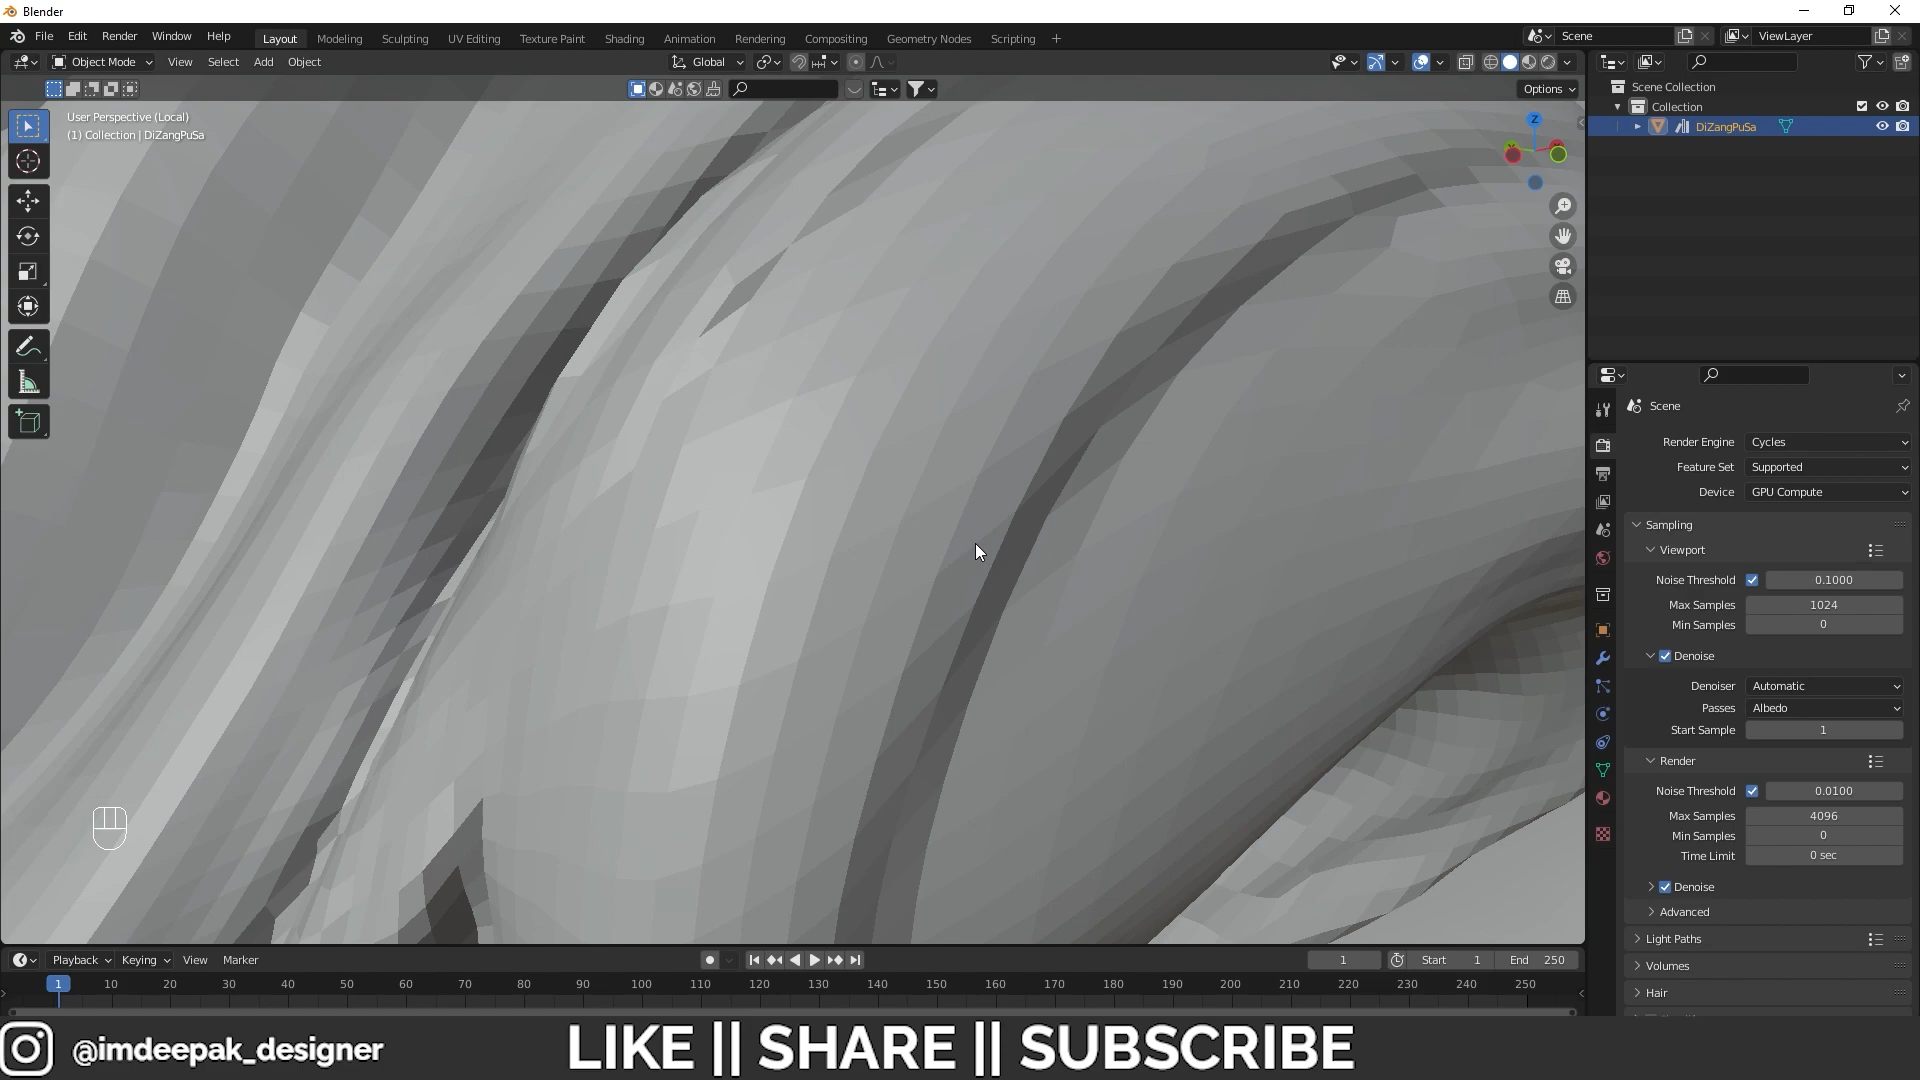 Blender
File Edit Render Window Help
Layout Modeling Sculpting UV Editing Texture Paint Shading Animation Rendering Compositing Geometry Nodes Scripting +
Scene
ViewLayer
Object Mode View Select Add Object
Global
Options
User Perspective (Local)
(1) Collection | DiZangPuSa
Z
Scene Collection
Collection
DiZangPuSa
Scene
Render Engine Cycles
Feature Set Supported
Device GPU Compute
Sampling
Viewport
Noise Threshold 0.1000
Max Samples 1024
Min Samples 0
Denoise
Denoiser Automatic
Passes Albedo
Start Sample 1
Render
Noise Threshold 0.0100
Max Samples 4096
Min Samples 0
Time Limit 0 sec
Denoise
Advanced
Light Paths
Volumes
Hair
Playback Keying View Marker
1 Start 1 End 250
1 10 20 30 40 50 60 70 80 90 100 110 120 130 140 150 160 170 180 190 200 210 220 230 240 250
@imdeepak_designer
LIKE || SHARE || SUBSCRIBE